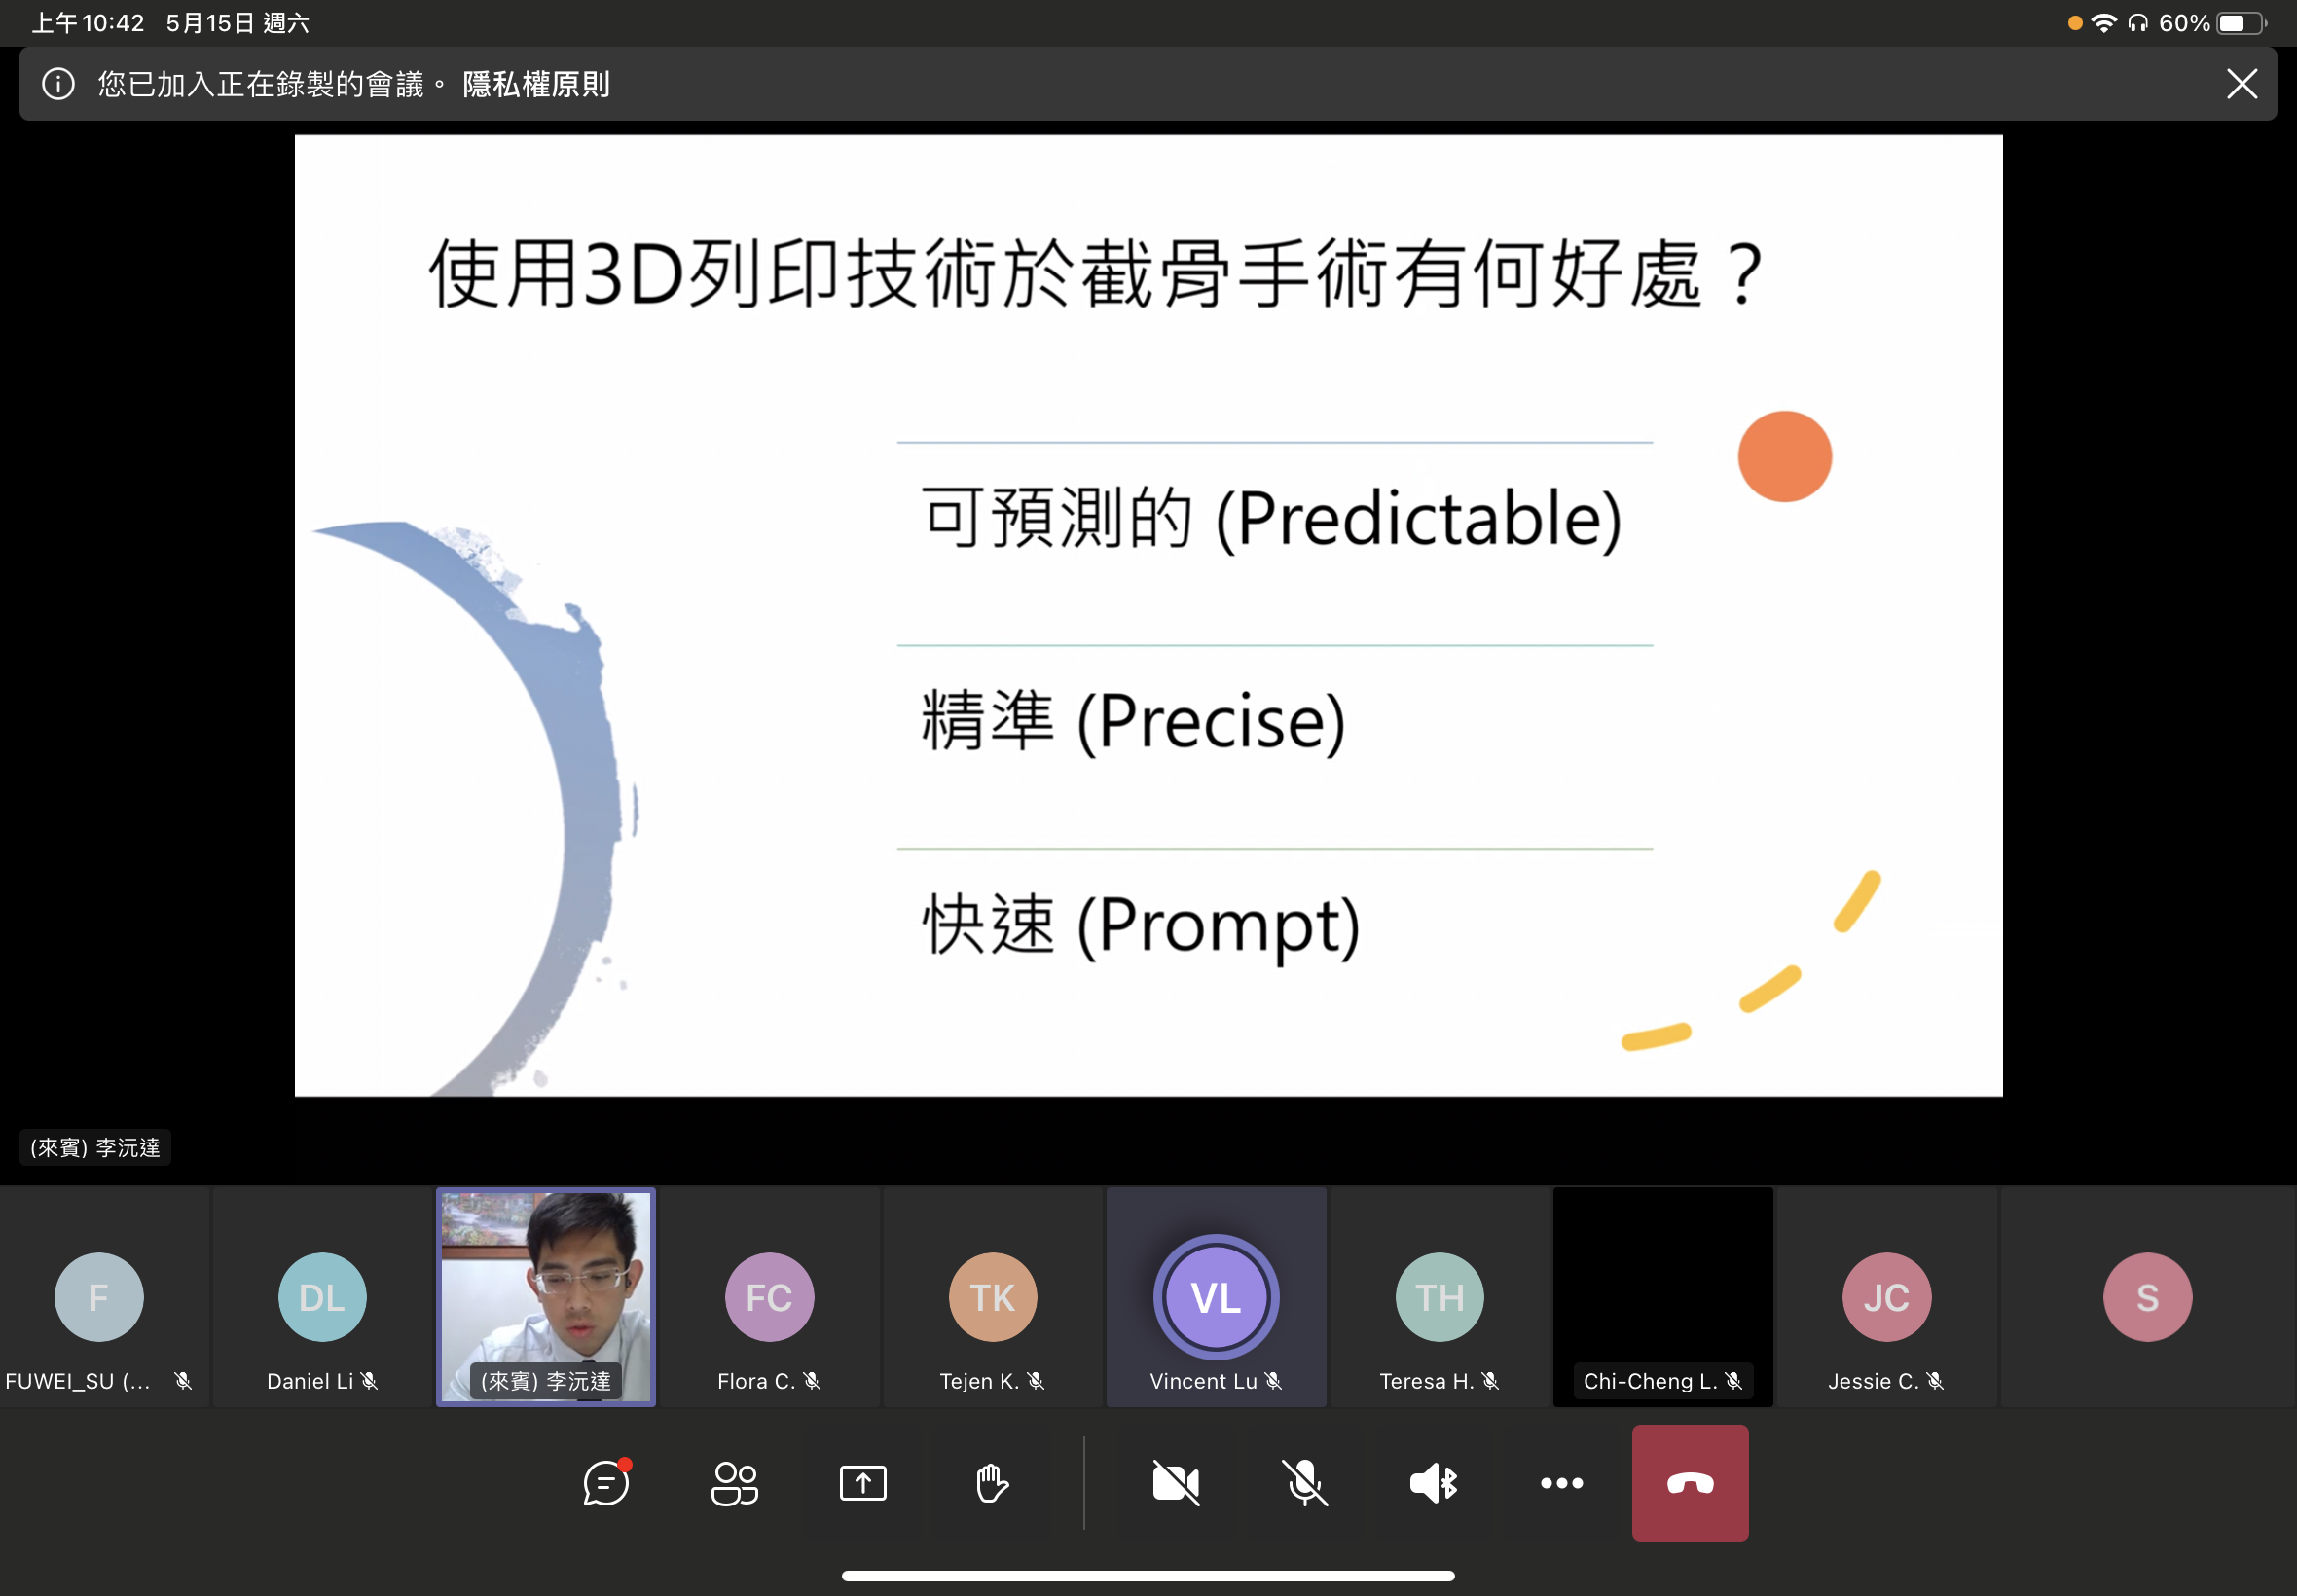 上午10:42 5月15日 週六
60%
您已加入正在錄製的會議。 隱私權原則
使用3D列印技術於截骨手術有何好處？
可預測的 (Predictable)
精準 (Precise)
快速 (Prompt)
(來賓) 李沅達
F
DL
FC
TK
VL
TH
JC
S
FUWEI_SU (...
Daniel Li
(來賓) 李沅達
Flora C.
Tejen K.
Vincent Lu
Teresa H.
Chi-Cheng L.
Jessie C.